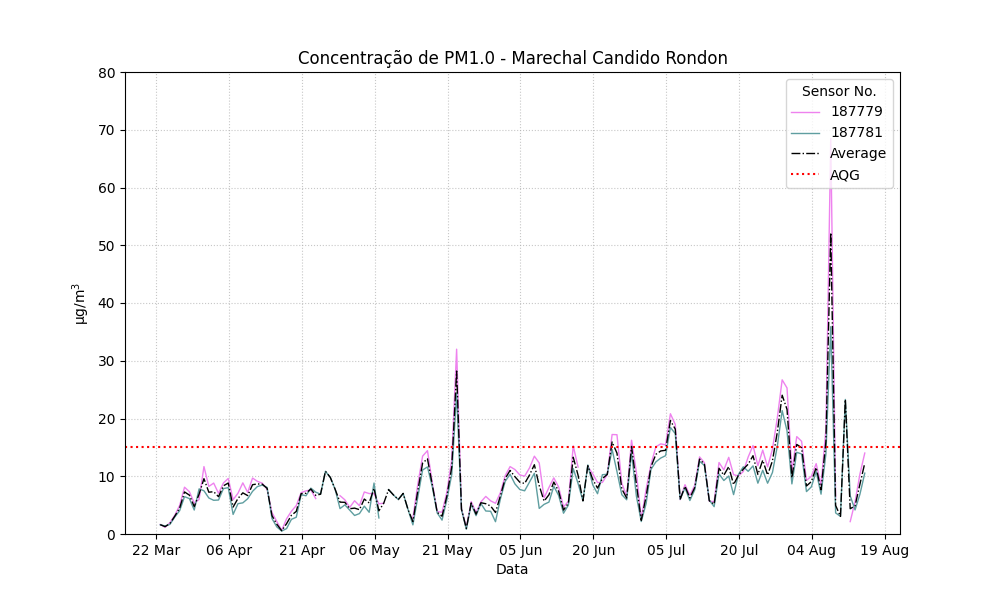 Concentração de PM1.0 - Marechal Candido Rondon
80
70
60
50
40
30
20
10
0
µg/m³
Sensor No.
187779
187781
Average
AQG
22 Mar 06 Apr 21 Apr 06 May 21 May 05 Jun 20 Jun 05 Jul 20 Jul 04 Aug 19 Aug
Data